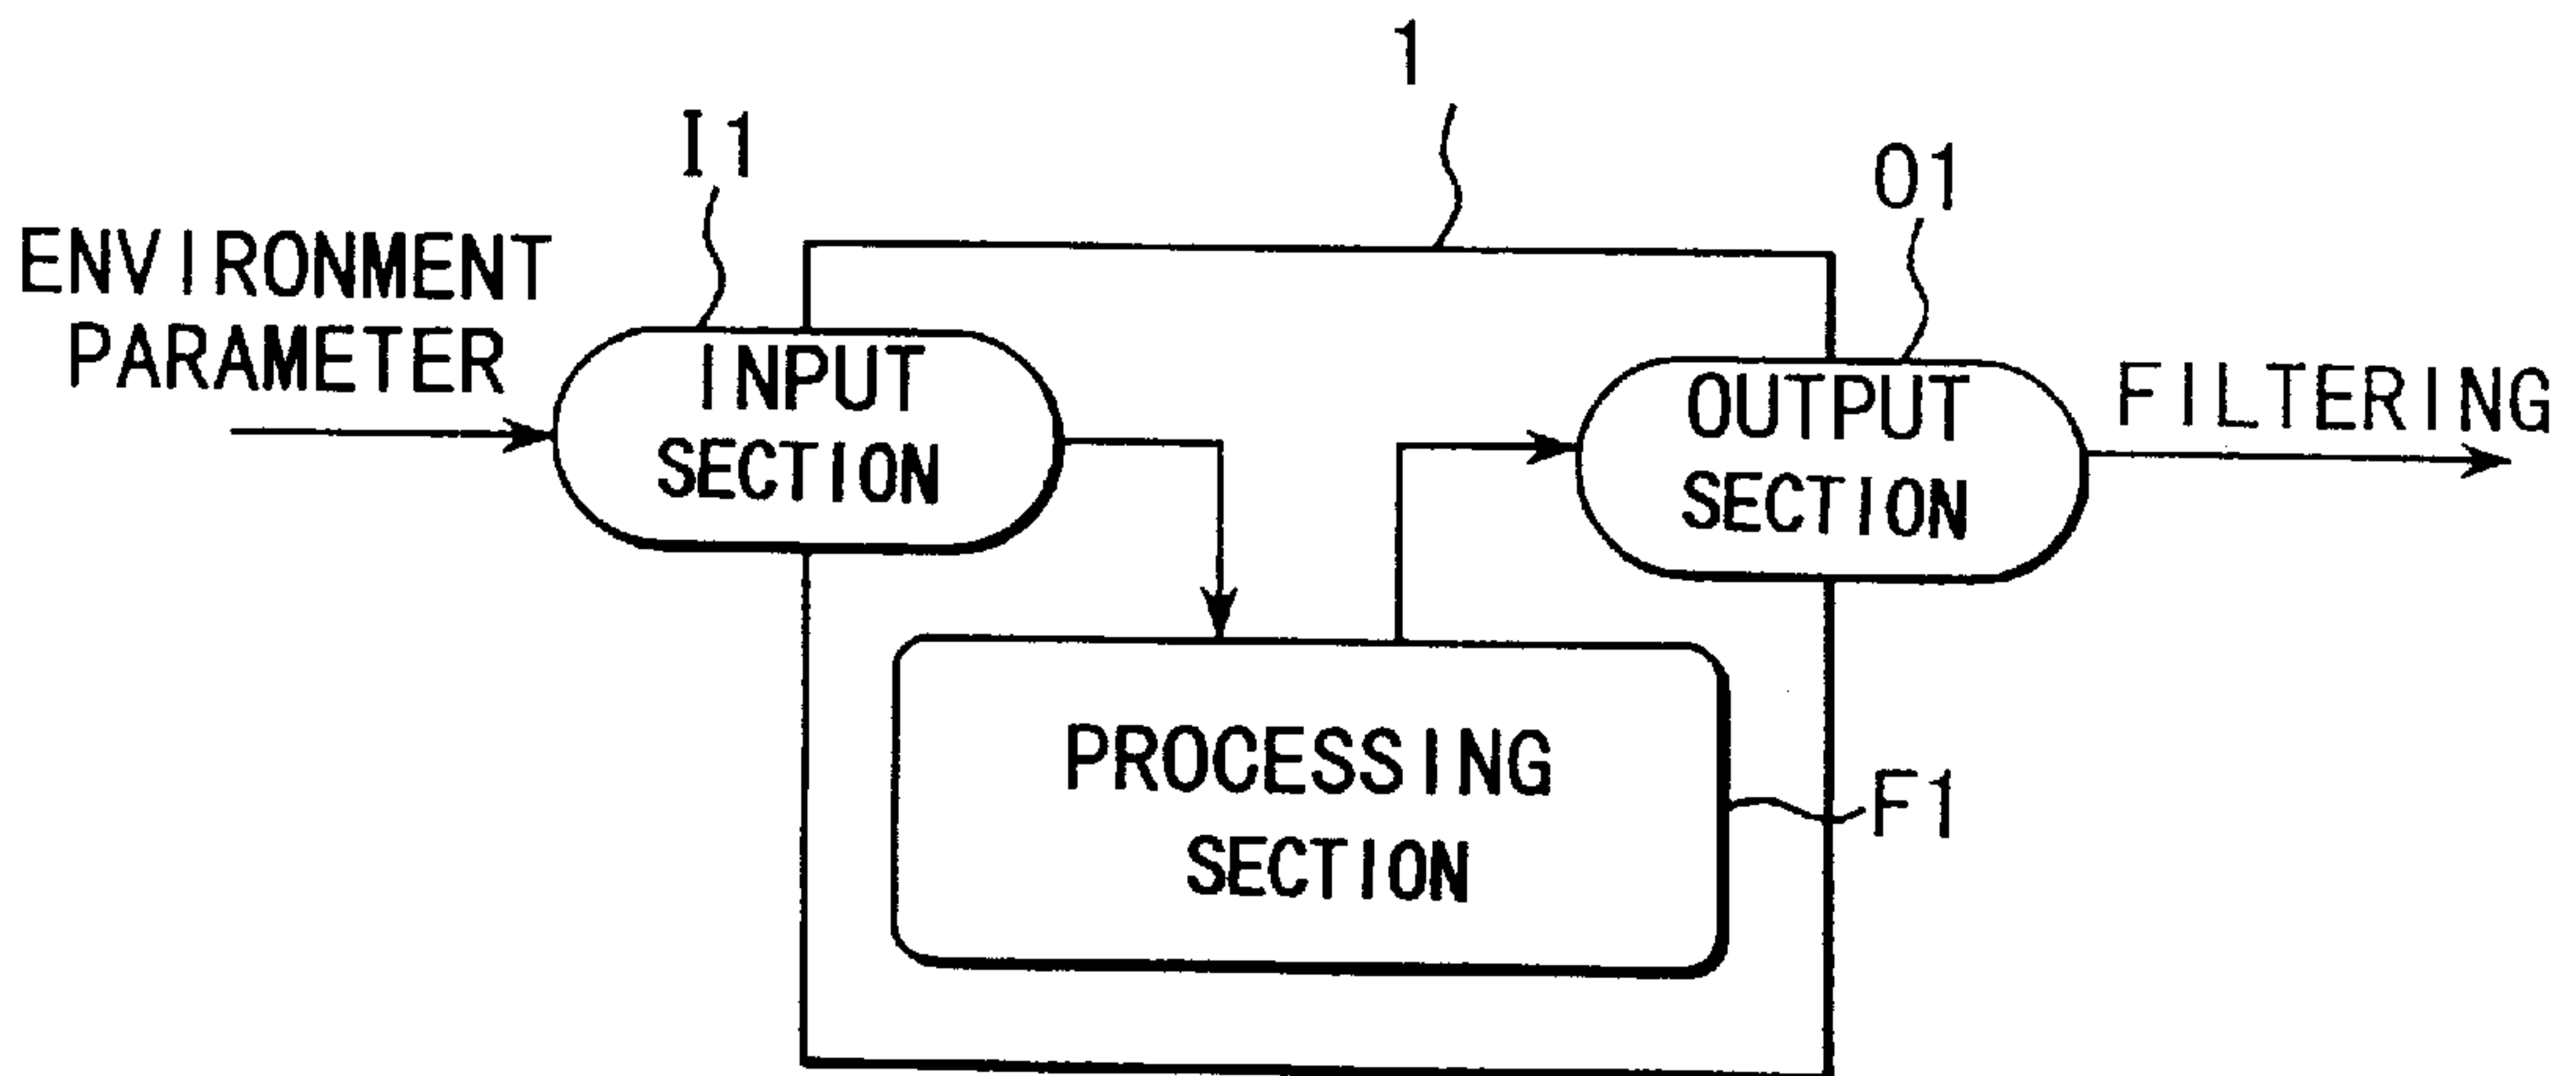 1
I1
O1
ENVIRONMENT
PARAMETER
INPUT
SECTION
OUTPUT
SECTION
FILTERING
PROCESSING
SECTION
F1